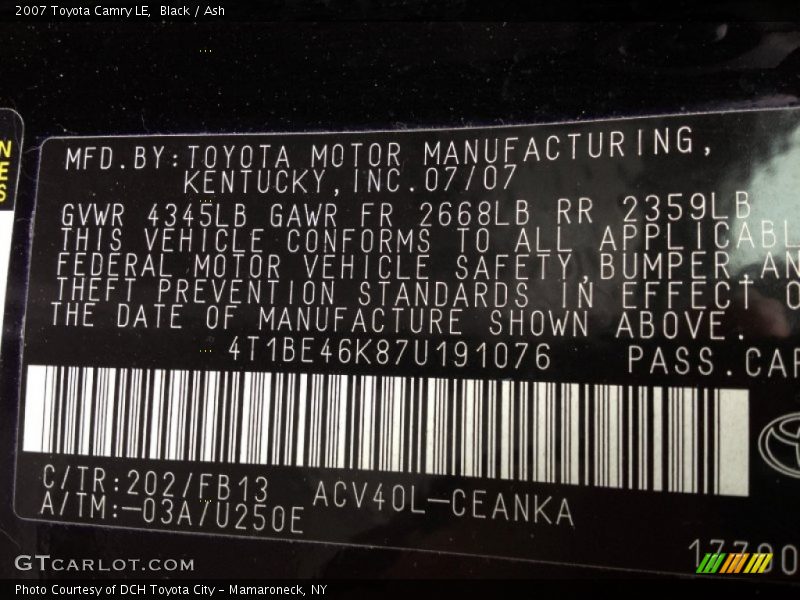 2007 Toyota Camry LE,  Black / Ash
N
E
S
MFD.BY:TOYOTA MOTOR MANUFACTURING,
KENTUCKY,INC.07/07
GVWR 4345LB GAWR FR 2668LB RR 2359LB
THIS VEHICLE CONFORMS TO ALL APPLICABL
FEDERAL MOTOR VEHICLE SAFETY,BUMPER,AN
THEFT PREVENTION STANDARDS IN EFFECT O
THE DATE OF MANUFACTURE SHOWN ABOVE.
4T1BE46K87U191076 PASS.CAR
C/TR:202/FB13 ACV40L-CEANKA
A/TM:-03A/U250E
GTCARLOT.COM
Photo Courtesy of DCH Toyota City - Mamaroneck, NY